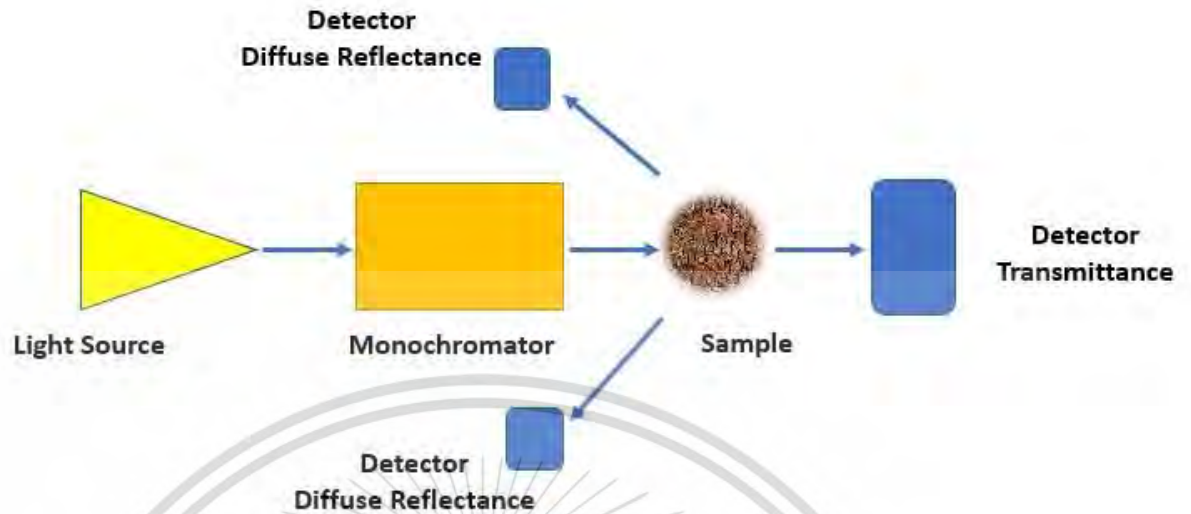 Detector
Diffuse Reflectance
Detector
Transmittance
Light Source
Monochromator
Sample
Detector
Diffuse Reflectance